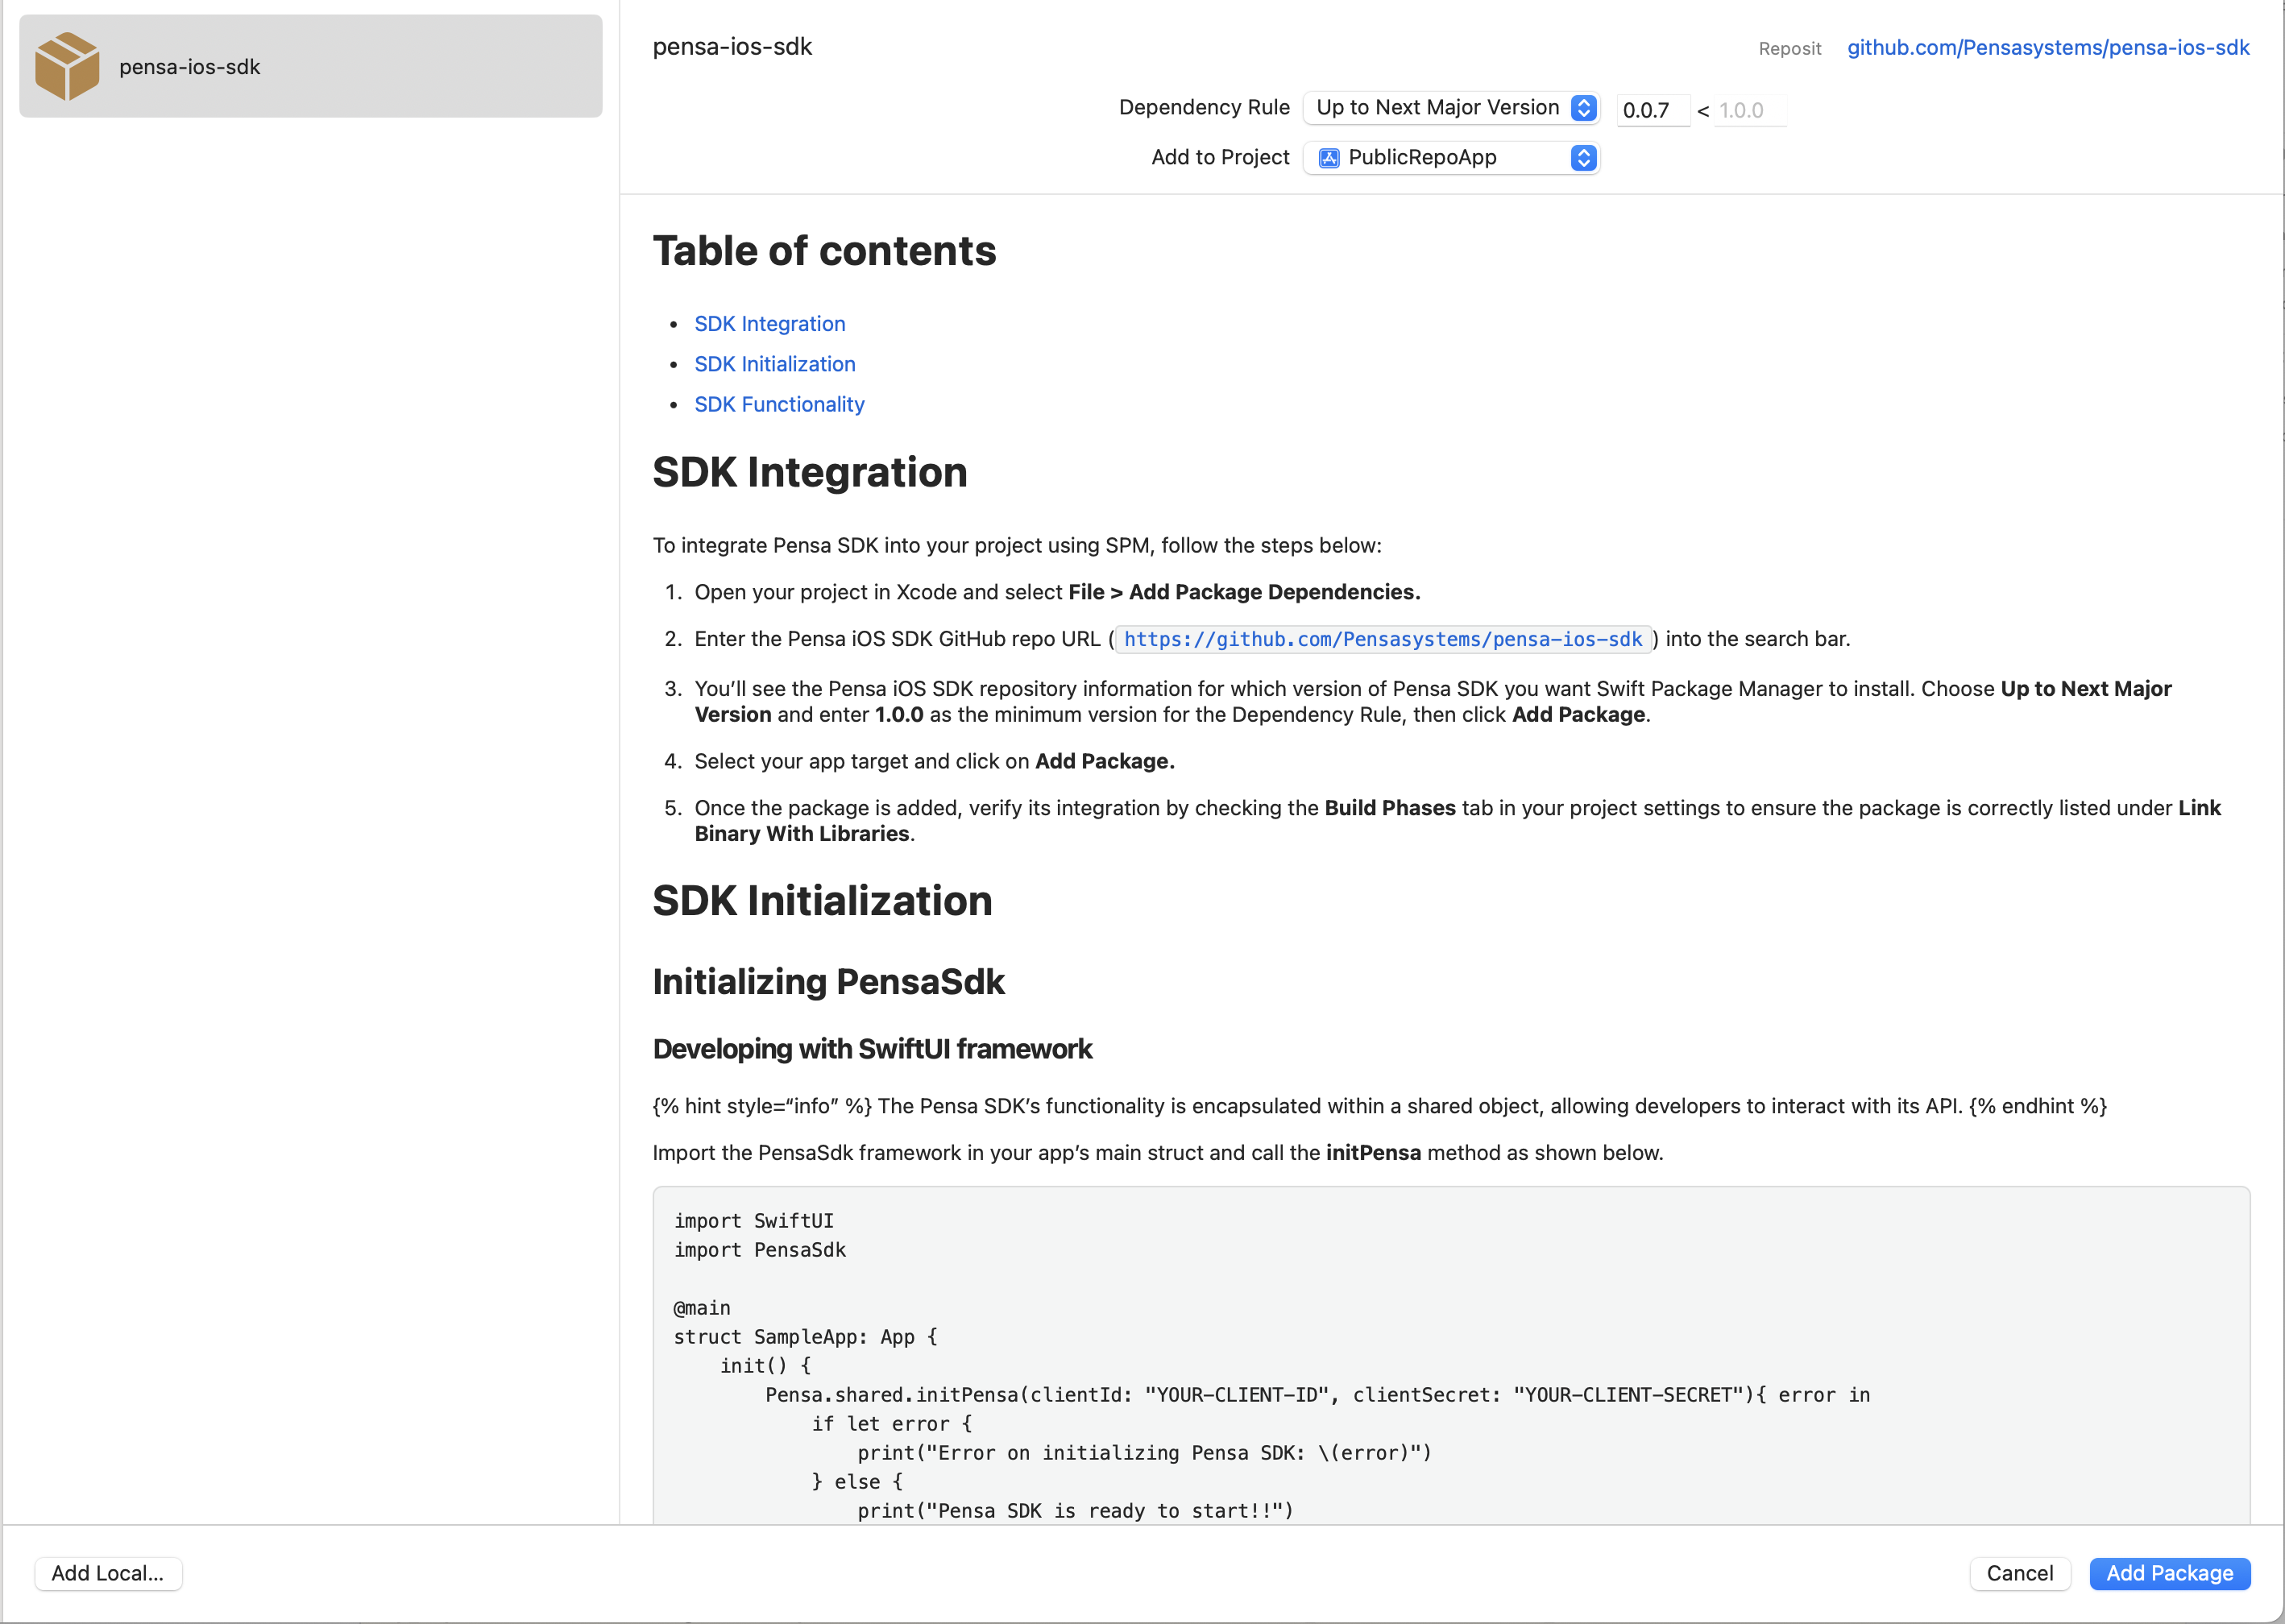 pensa-ios-sdk
pensa-ios-sdk
Reposit github.com/Pensasystems/pensa-ios-sdk
Dependency Rule Up to Next Major Version 0.0.7 < 1.0.0
Add to Project PublicRepoApp
Table of contents
• SDK Integration
• SDK Initialization
• SDK Functionality
SDK Integration
To integrate Pensa SDK into your project using SPM, follow the steps below:
1. Open your project in Xcode and select File > Add Package Dependencies.
2. Enter the Pensa iOS SDK GitHub repo URL ( https://github.com/Pensasystems/pensa-ios-sdk ) into the search bar.
3. You’ll see the Pensa iOS SDK repository information for which version of Pensa SDK you want Swift Package Manager to install. Choose Up to Next Major
Version and enter 1.0.0 as the minimum version for the Dependency Rule, then click Add Package.
4. Select your app target and click on Add Package.
5. Once the package is added, verify its integration by checking the Build Phases tab in your project settings to ensure the package is correctly listed under Link
Binary With Libraries.
SDK Initialization
Initializing PensaSdk
Developing with SwiftUI framework
{% hint style=“info” %} The Pensa SDK’s functionality is encapsulated within a shared object, allowing developers to interact with its API. {% endhint %}
Import the PensaSdk framework in your app’s main struct and call the initPensa method as shown below.
import SwiftUI
import PensaSdk
@main
struct SampleApp: App {
    init() {
        Pensa.shared.initPensa(clientId: "YOUR-CLIENT-ID", clientSecret: "YOUR-CLIENT-SECRET"){ error in
            if let error {
                print("Error on initializing Pensa SDK: \(error)")
            } else {
                print("Pensa SDK is ready to start!!")
Add Local... Cancel Add Package